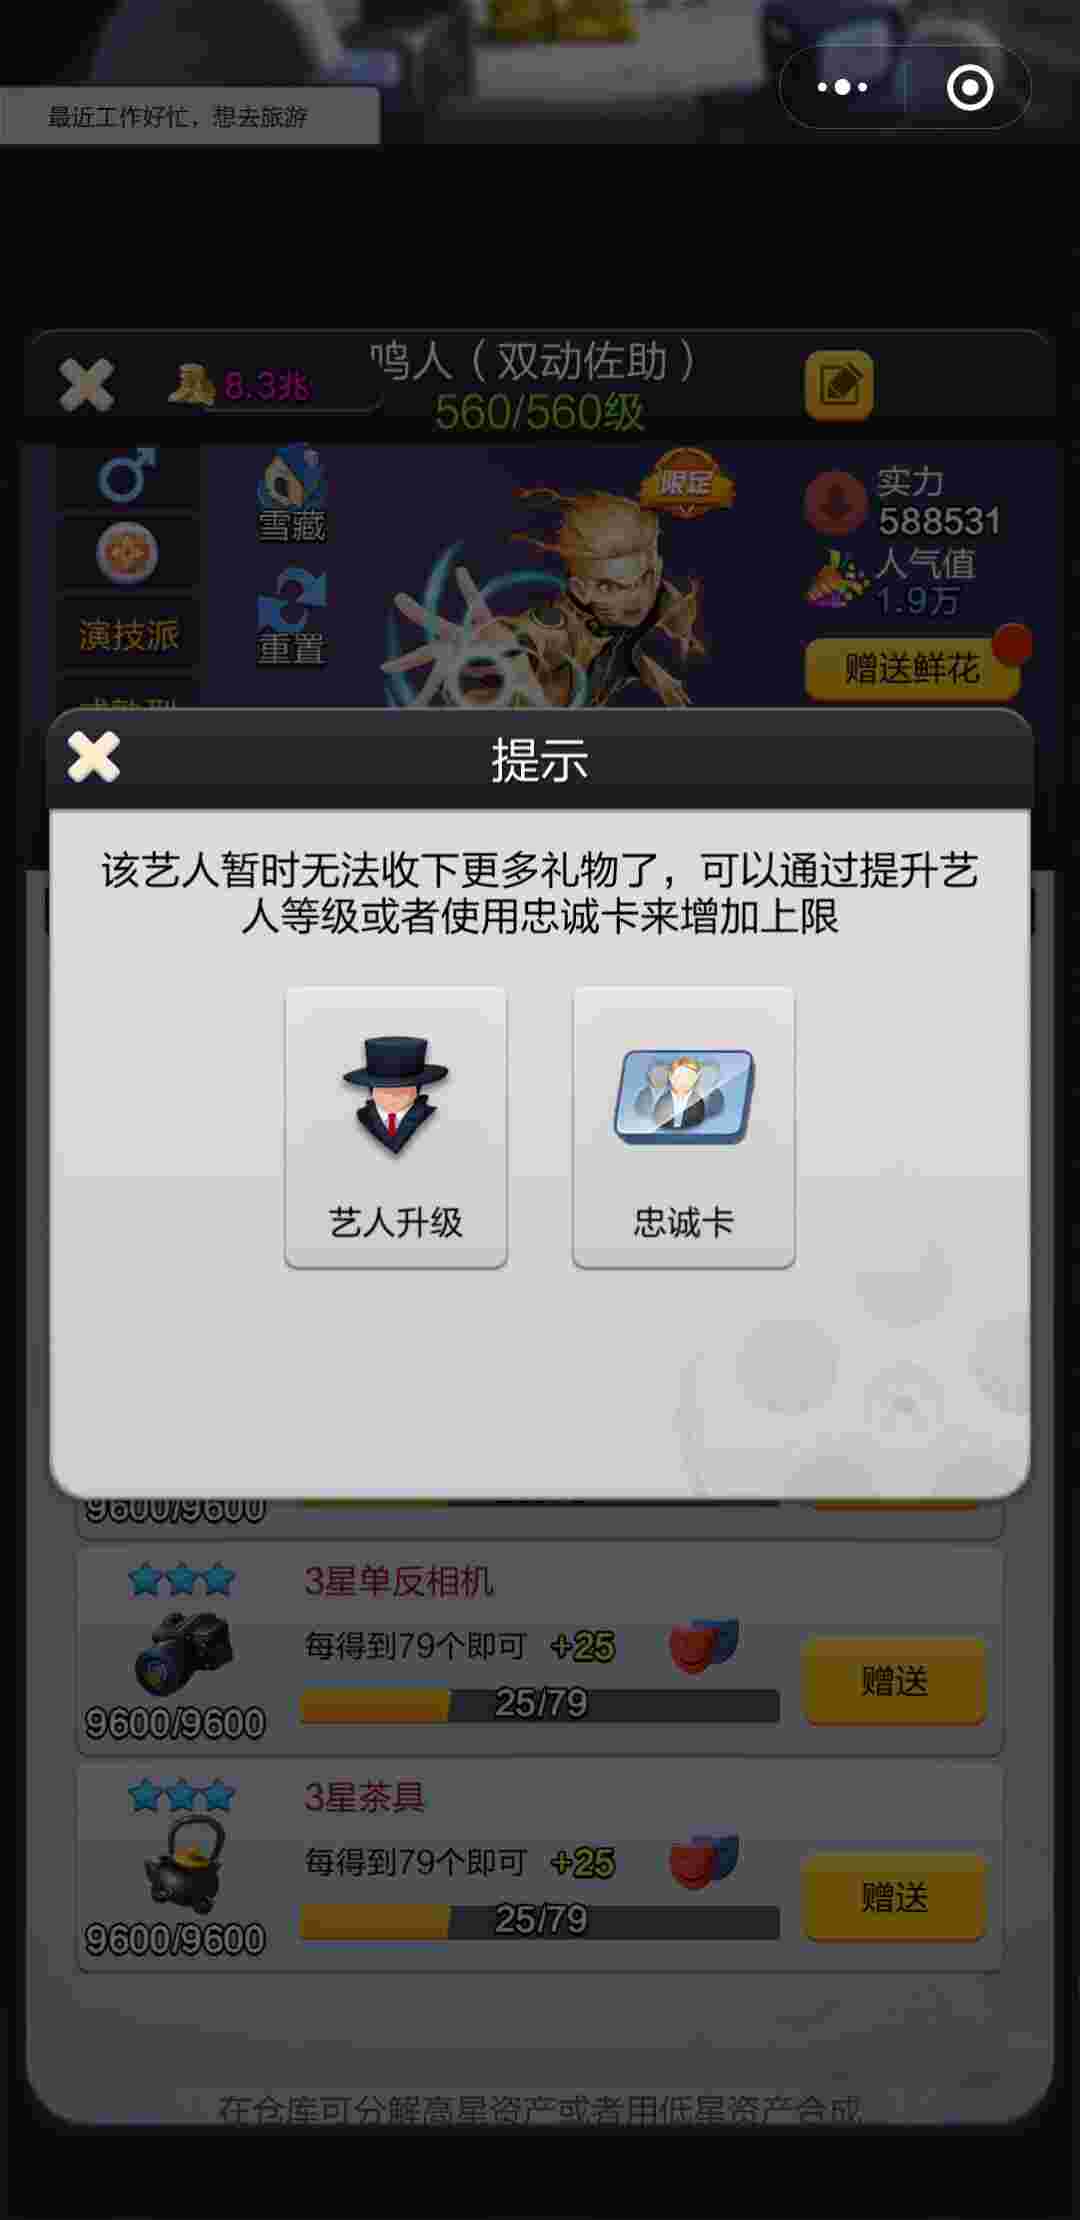 最近工作好忙，想去旅游
8.3兆
鸣人（双动佐助）
560/560级
限定
雪藏
实力
588531
人气值
1.9万
演技派
重置
赠送鲜花
提示
该艺人暂时无法收下更多礼物了，可以通过提升艺
人等级或者使用忠诚卡来增加上限
艺人升级
忠诚卡
9600/9600
3星单反相机
每得到79个即可 +25
25/79
9600/9600
赠送
3星茶具
每得到79个即可 +25
25/79
9600/9600
赠送
在仓库可分解高星资产或者用低星资产合成